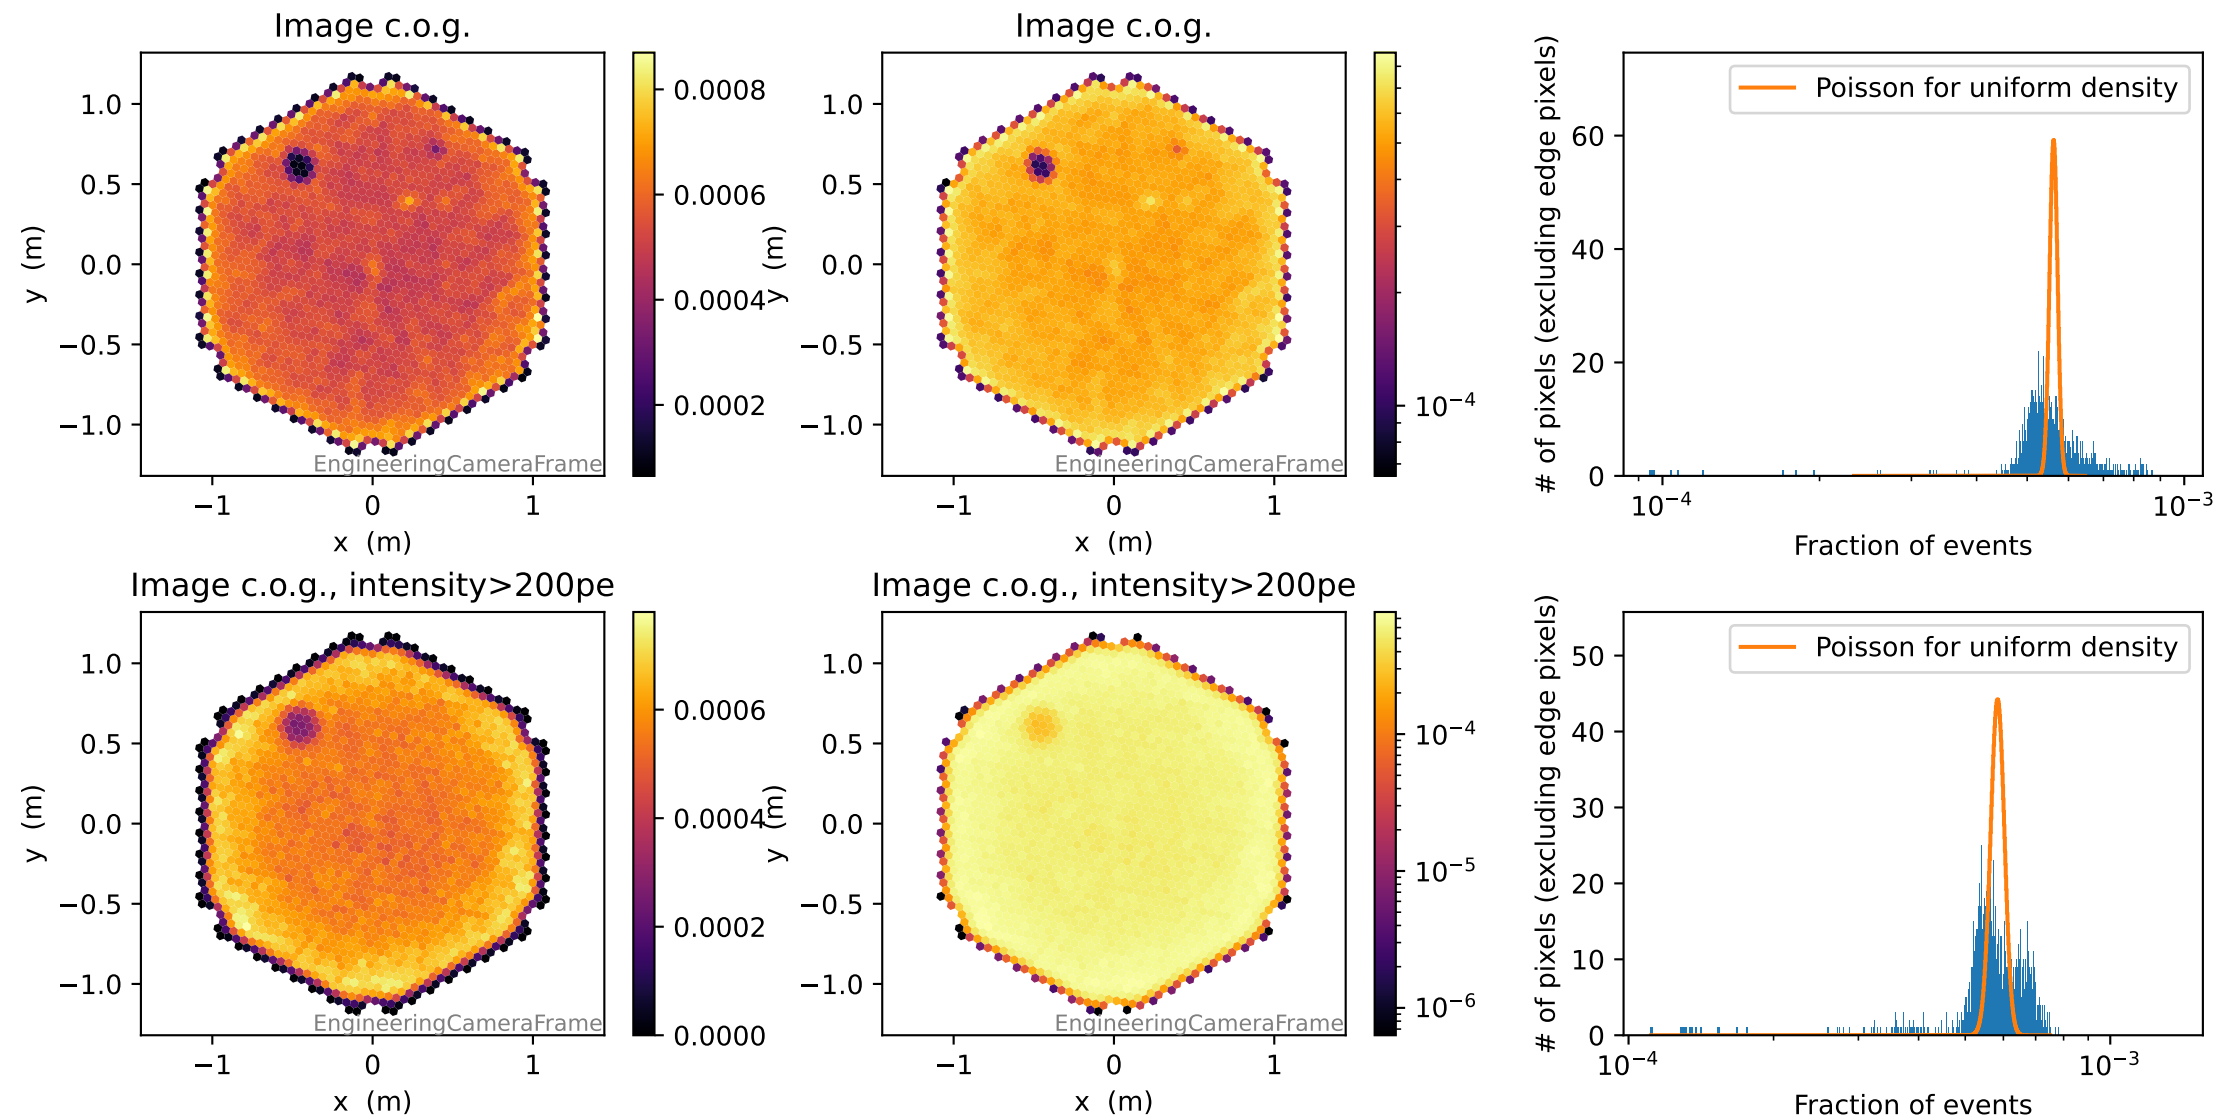 Image c.o.g.
1.0
0.5
0.0
−0.5
−1.0
y (m)
−1
0
1
x (m)
EngineeringCameraFrame
0.0008
0.0006
0.0004
0.0002
Image c.o.g.
1.0
0.5
0.0
−0.5
−1.0
y (m)
−1
0
1
x (m)
EngineeringCameraFrame
10⁻⁴
# of pixels (excluding edge pixels)
60
40
20
0
Poisson for uniform density
10⁻⁴
10⁻³
Fraction of events
Image c.o.g., intensity>200pe
1.0
0.5
0.0
−0.5
−1.0
y (m)
−1
0
1
x (m)
EngineeringCameraFrame
0.0006
0.0004
0.0002
0.0000
Image c.o.g., intensity>200pe
1.0
0.5
0.0
−0.5
−1.0
y (m)
−1
0
1
x (m)
EngineeringCameraFrame
10⁻⁴
10⁻⁵
10⁻⁶
# of pixels (excluding edge pixels)
50
40
30
20
10
0
Poisson for uniform density
10⁻⁴
10⁻³
Fraction of events